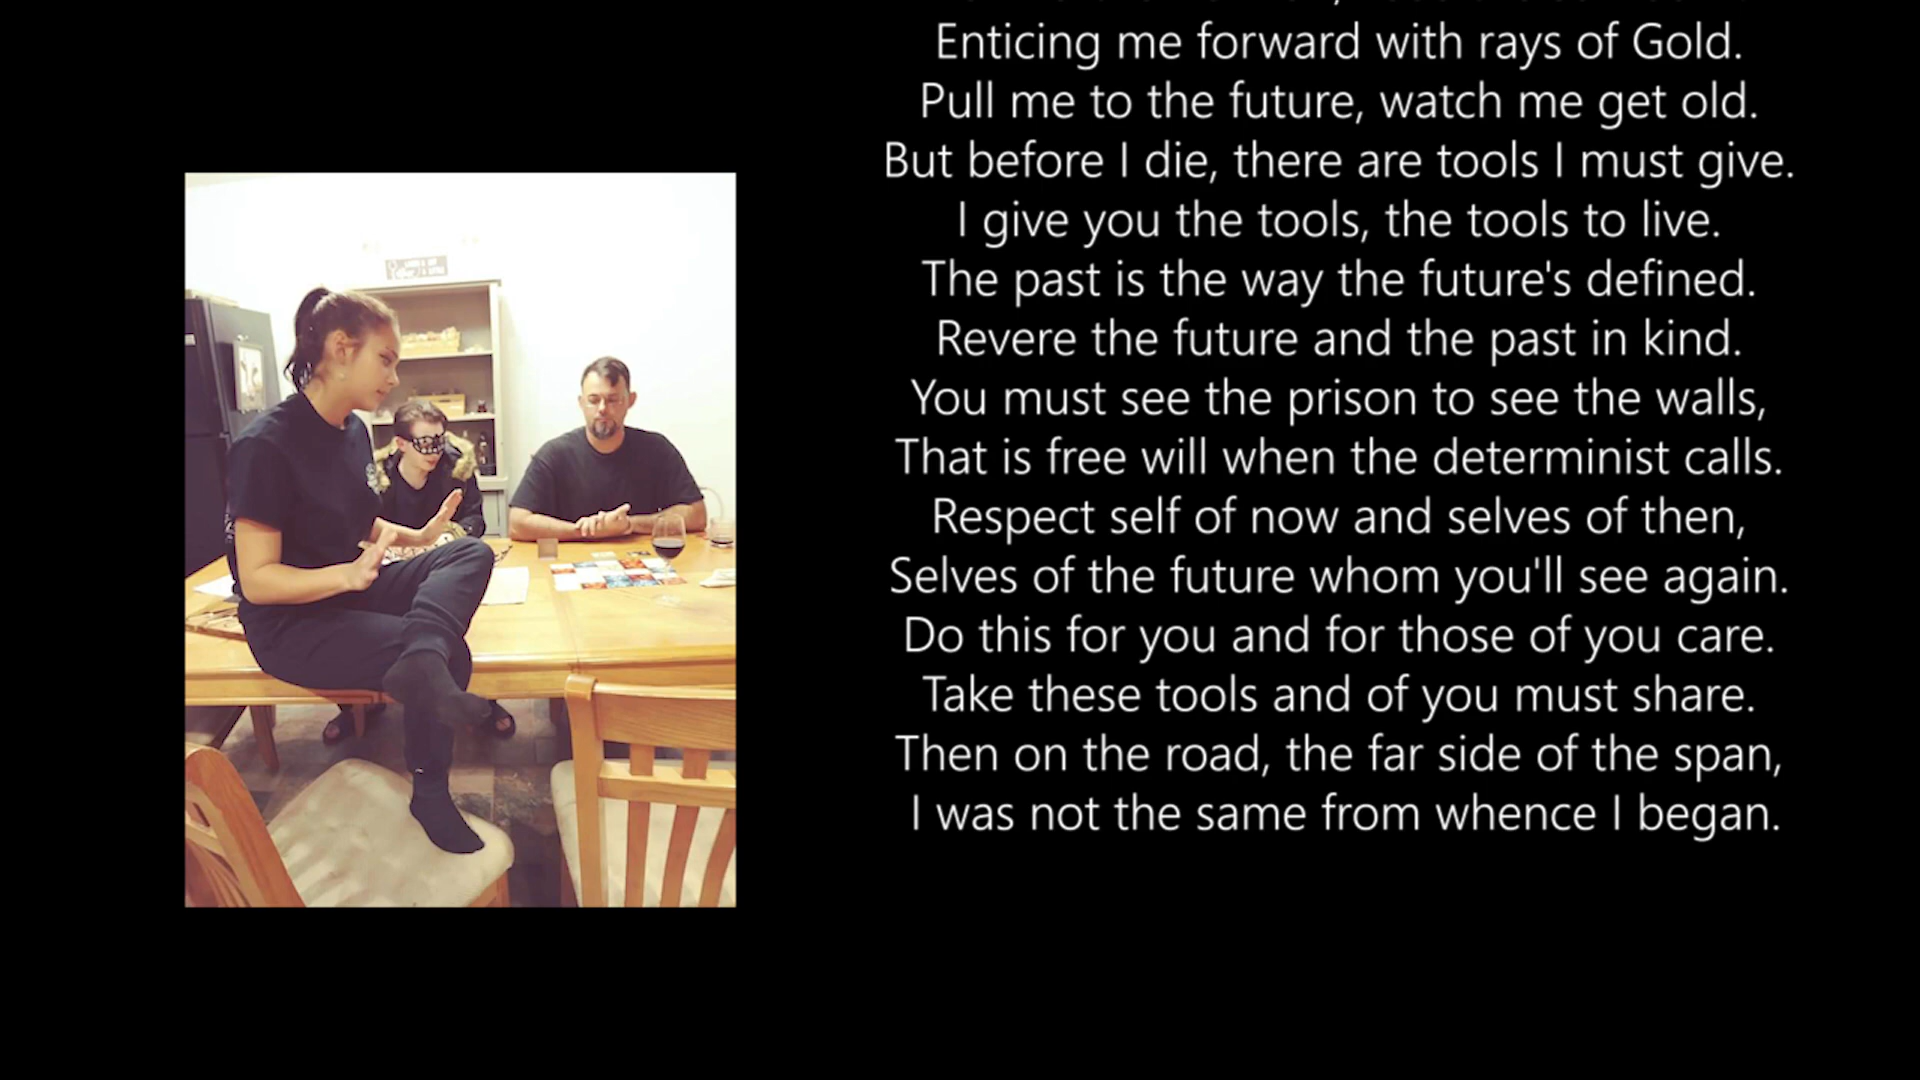 Enticing me forward with rays of Gold.
Pull me to the future, watch me get old.
But before I die, there are tools I must give.
I give you the tools, the tools to live.
The past is the way the future's defined.
Revere the future and the past in kind.
You must see the prison to see the walls,
That is free will when the determinist calls.
Respect self of now and selves of then,
Selves of the future whom you'll see again.
Do this for you and for those of you care.
Take these tools and of you must share.
Then on the road, the far side of the span,
I was not the same from whence I began.